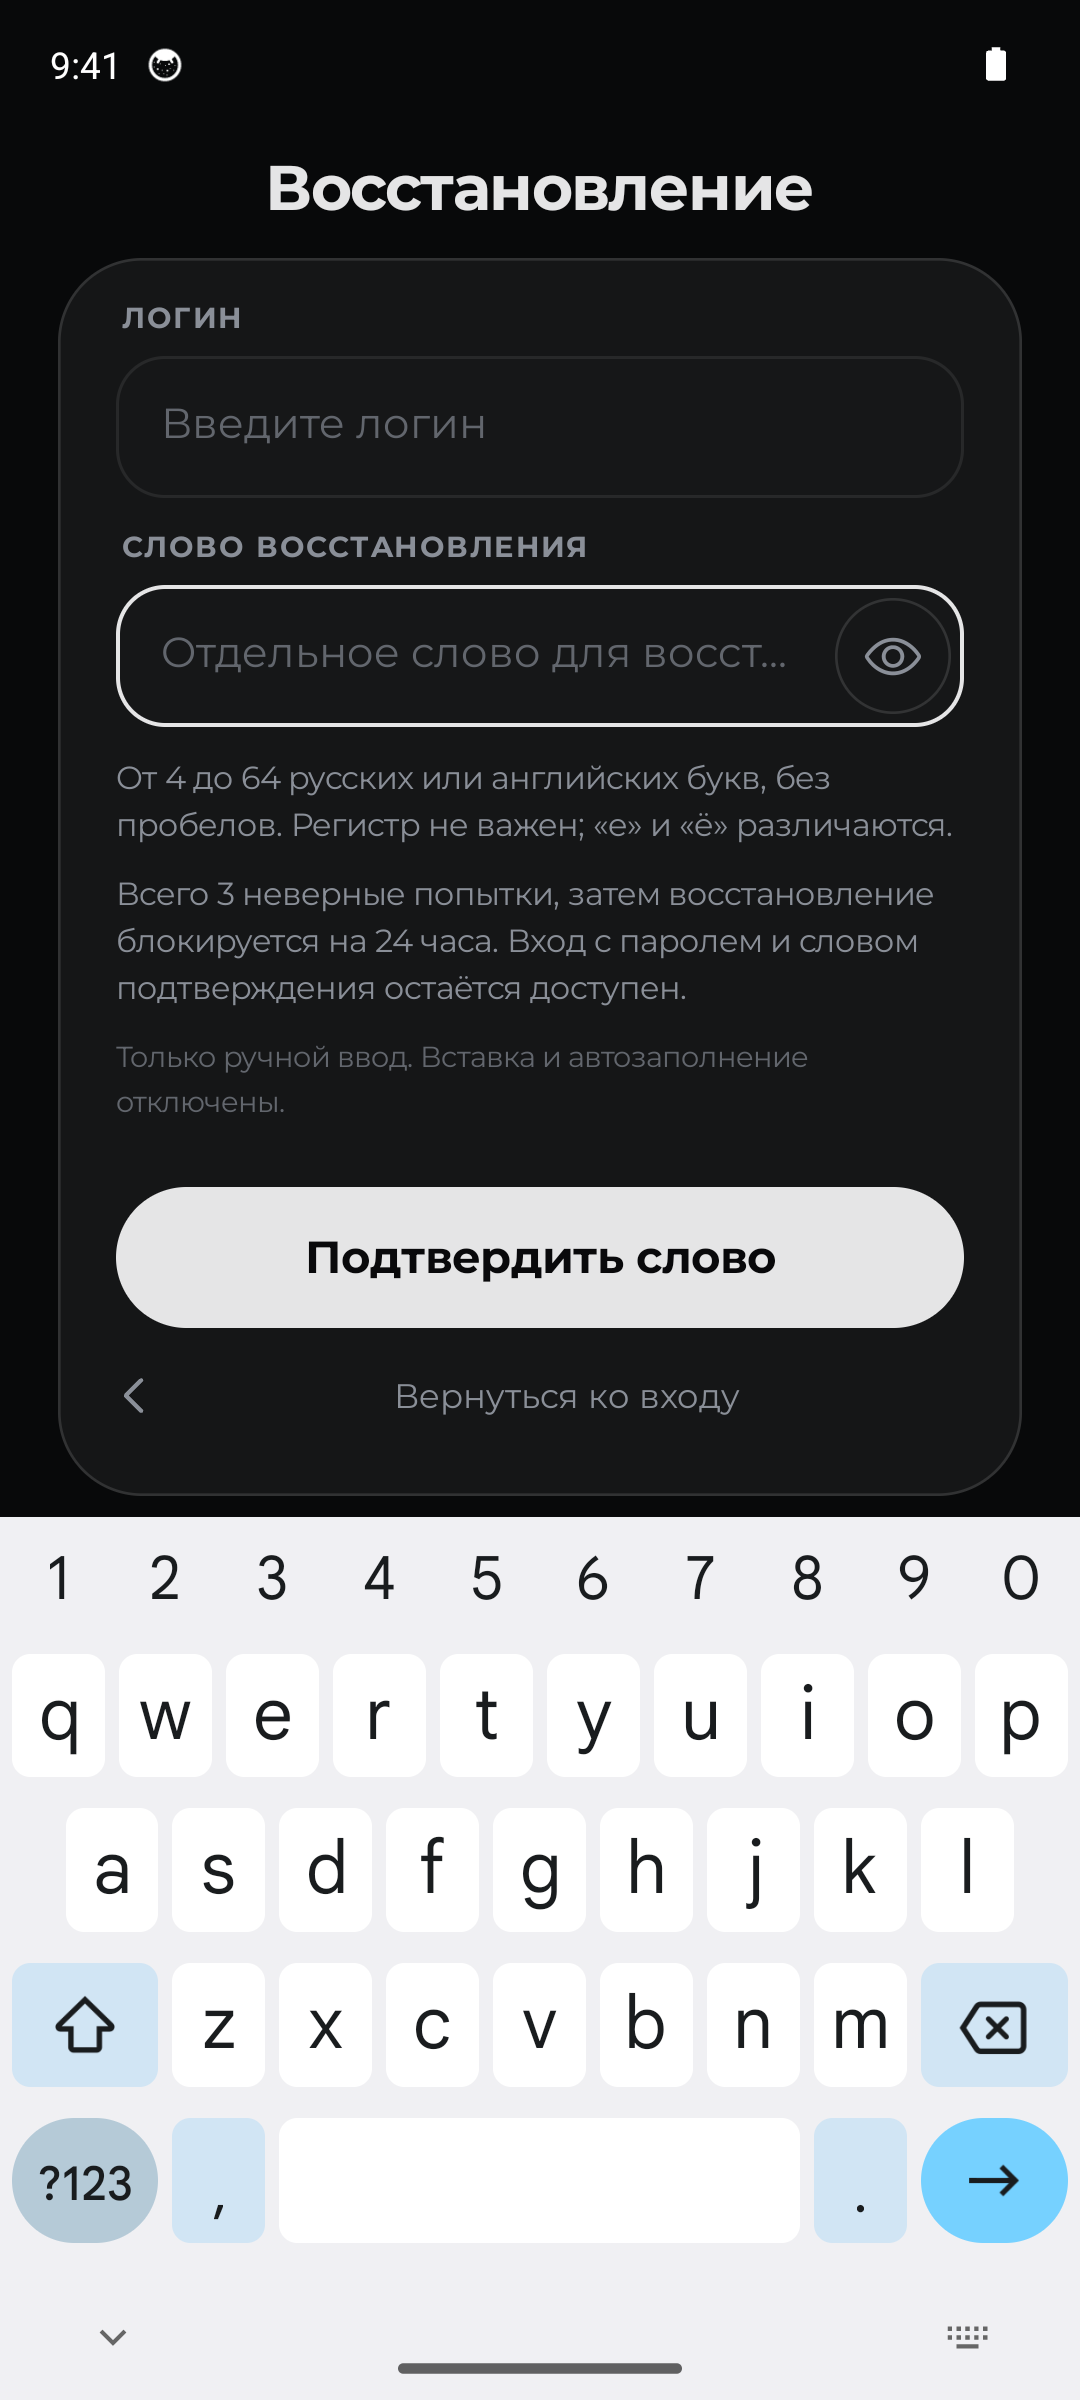 9:41
Восстановление
ЛОГИН
Введите логин
СЛОВО ВОССТАНОВЛЕНИЯ
Отдельное слово для восст...
От 4 до 64 русских или английских букв, без
пробелов. Регистр не важен; «е» и «ё» различаются.
Всего 3 неверные попытки, затем восстановление
блокируется на 24 часа. Вход с паролем и словом
подтверждения остаётся доступен.
Только ручной ввод. Вставка и автозаполнение
отключены.
Подтвердить слово
Вернуться ко входу
1 2 3 4 5 6 7 8 9 0
q w e r t y u i o p
a s d f g h j k l
z x c v b n m
?123 , .